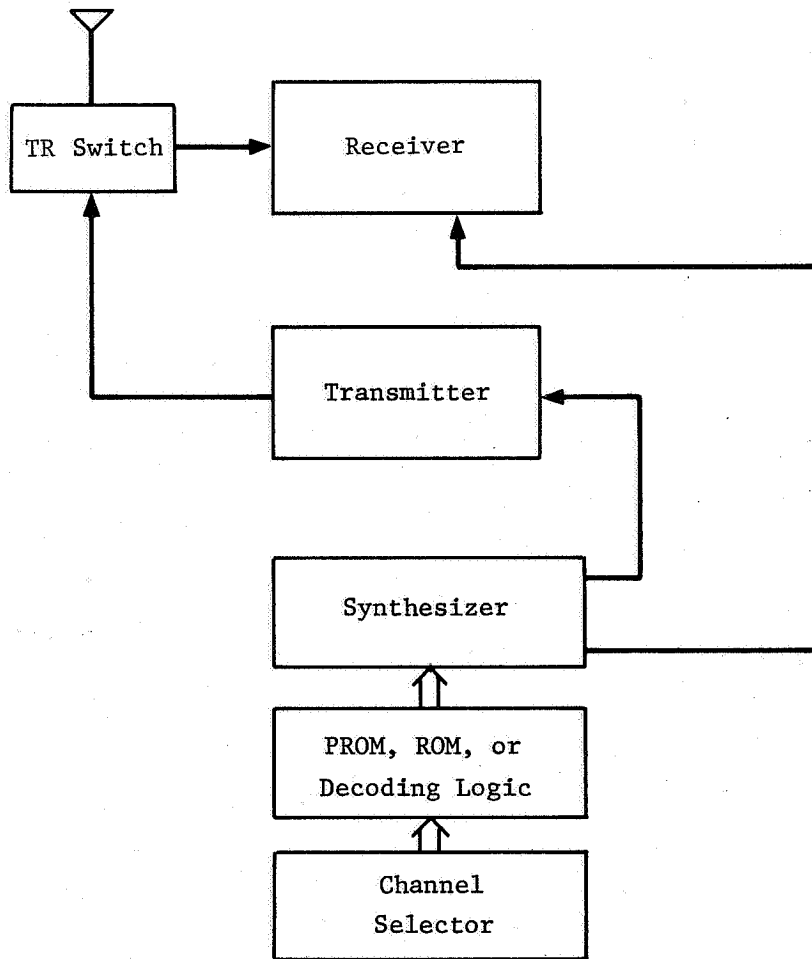 TR Switch
Receiver
Transmitter
Synthesizer
PROM, ROM, or
Decoding Logic
Channel
Selector